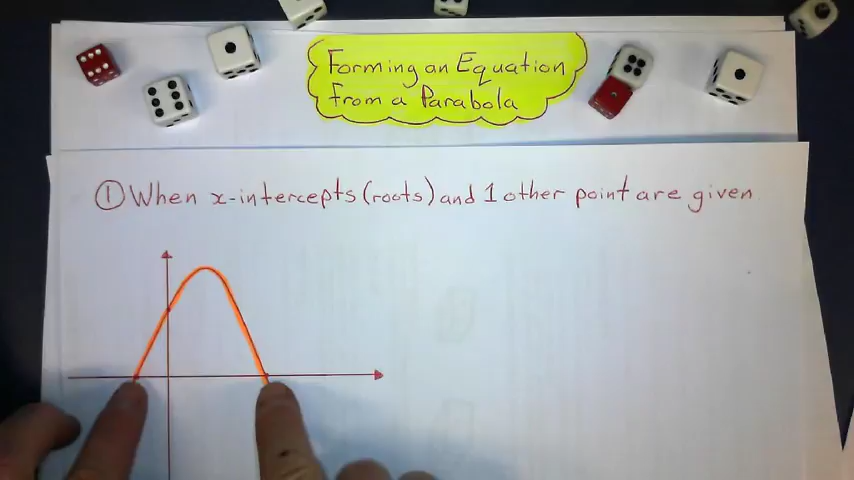 Forming an Equation
from a Parabola
① When x-intercepts (roots) and 1 other point are given